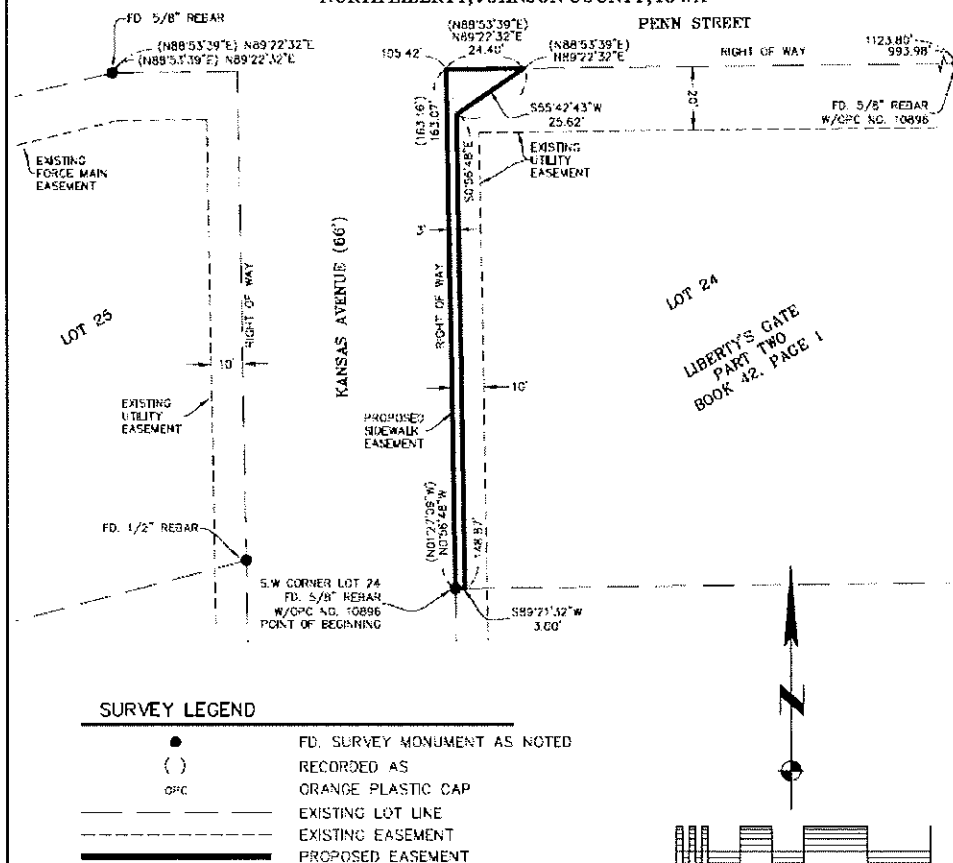 NORTH LIBERTY, JOHNSON COUNTY, IOWA
FD. 5/8" REBAR
(N88°53'39"E) N89°22'32"E
(N88°53'39"E) N89°22'32"E
105.42'
(N88°53'39"E)
N89°22'32"E
24.40'
(N88°53'39"E)
N89°22'32"E
PENN STREET
RIGHT OF WAY
1123.80'
993.98'
FD. 5/8" REBAR
W/OPC NO. 10896
20'
S55°42'43"W
25.62'
(163.16')
163.07'
S0°56'48"E
EXISTING
UTILITY
EASEMENT
EXISTING
FORCE MAIN
EASEMENT
3'
KANSAS AVENUE (66')
RIGHT OF WAY
RIGHT OF WAY
LOT 25
LOT 24
LIBERTY'S GATE
PART TWO
BOOK 42, PAGE 1
10'
10'
EXISTING
UTILITY
EASEMENT
PROPOSED
SIDEWALK
EASEMENT
FD. 1/2" REBAR
(N01°27'09"W)
N0°56'48"W
148.87'
S.W CORNER LOT 24
FD. 5/8" REBAR
W/OPC NO. 10896
POINT OF BEGINNING
S89°21'32"W
3.00'
N
SURVEY LEGEND
FD. SURVEY MONUMENT AS NOTED
( ) RECORDED AS
OPC ORANGE PLASTIC CAP
EXISTING LOT LINE
EXISTING EASEMENT
PROPOSED EASEMENT